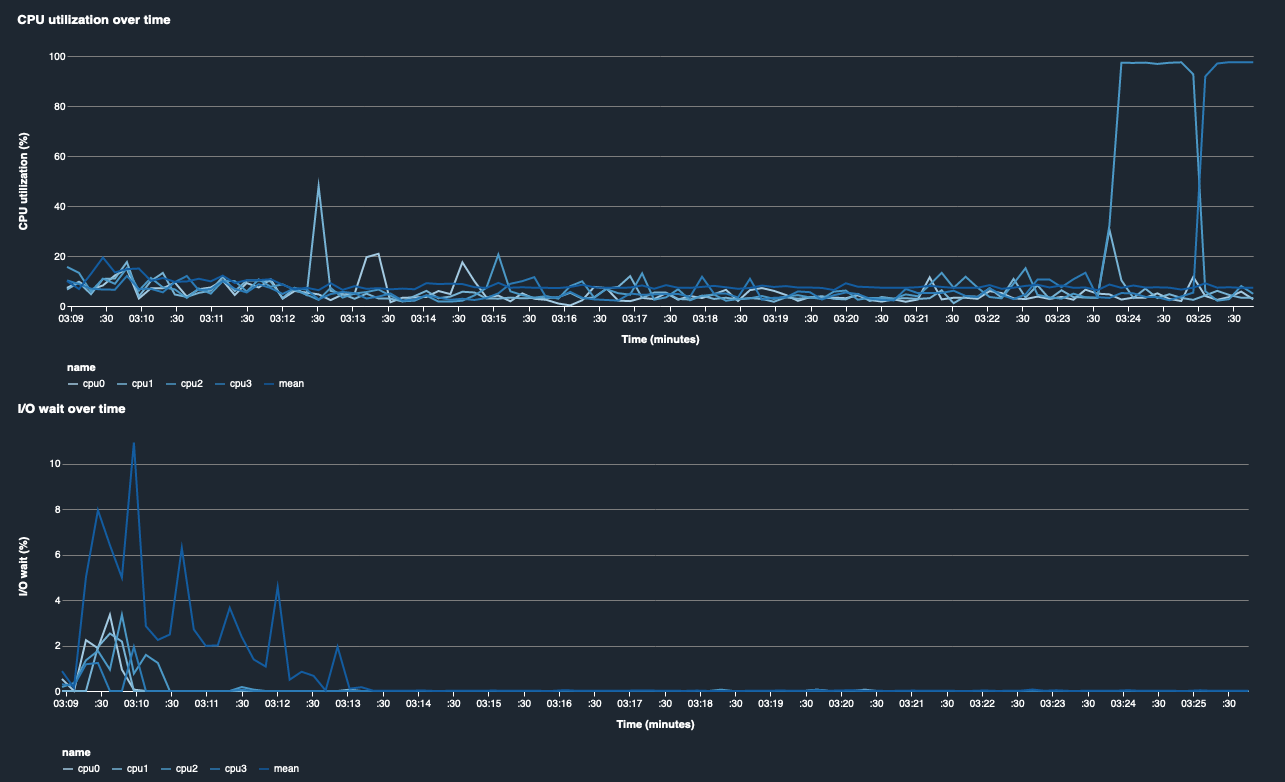 CPU utilization over time
100
80
60
40
20
0
CPU utilization (%)
03:09 :30 03:10 :30 03:11 :30 03:12 :30 03:13 :30 03:14 :30 03:15 :30 03:16 :30 03:17 :30 03:18 :30 03:19 :30 03:20 :30 03:21 :30 03:22 :30 03:23 :30 03:24 :30 03:25 :30
Time (minutes)
name
cpu0 cpu1 cpu2 cpu3 mean
I/O wait over time
10
8
6
4
2
0
I/O wait (%)
03:09 :30 03:10 :30 03:11 :30 03:12 :30 03:13 :30 03:14 :30 03:15 :30 03:16 :30 03:17 :30 03:18 :30 03:19 :30 03:20 :30 03:21 :30 03:22 :30 03:23 :30 03:24 :30 03:25 :30
Time (minutes)
name
cpu0 cpu1 cpu2 cpu3 mean